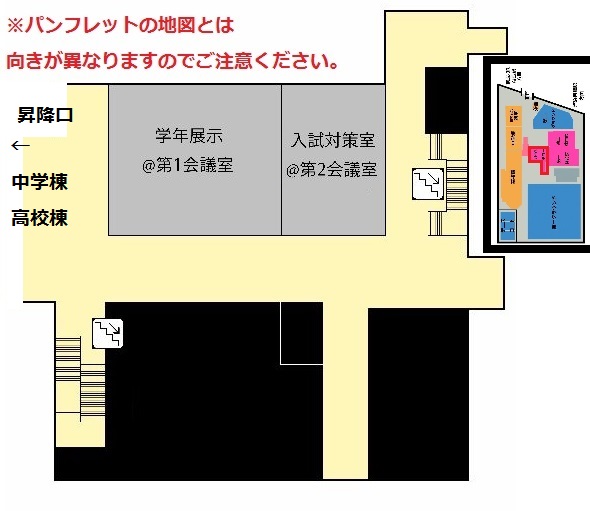 ※パンフレットの地図とは
向きが異なりますのでご注意ください。
昇降口
←
中学棟
高校棟
学年展示
@第1会議室
入試対策室
@第2会議室